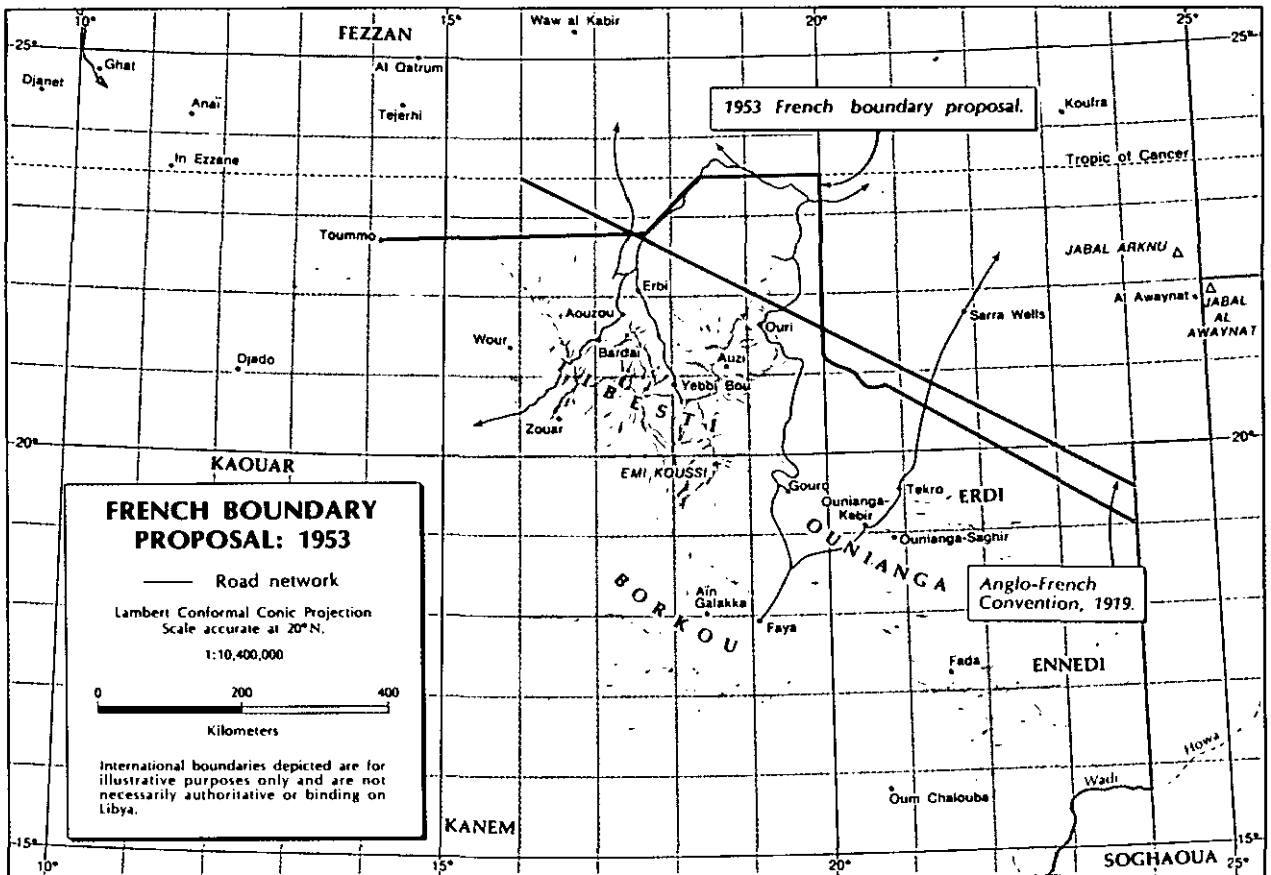 10°
15°
20°
25°
25°
25°
FEZZAN
Waw al Kabir
Ghat
Djanet
Al Qatrum
Anaï
Tejerhi
1953 French boundary proposal.
Koufra
In Ezzane
Tropic of Cancer
Toummo
JABAL ARKNU
Erbi
Al Awaynat
JABAL
AL
AWAYNAT
Aouzou
Sarra Wells
Ouri
Wour
Bardai
Auzi
Djado
Yebbi Bou
TIBESTI
Zouar
20°
20°
KAOUAR
EMI KOUSSI
Gouro
Tekro
ERDI
Ounianga-
Kebir
Ounianga-Saghir
OUNIANGA
FRENCH BOUNDARY
PROPOSAL: 1953
Road network
Lambert Conformal Conic Projection
Scale accurate at 20°N.
1:10,400,000
0 200 400
Kilometers
International boundaries depicted are for
illustrative purposes only and are not
necessarily authoritative or binding on
Libya.
BORKOU
Aïn
Galakka
Faya
Anglo-French
Convention, 1919.
Fada
ENNEDI
Howa
Wadi
Oum Chalouba
KANEM
SOGHAOUA
15°
15°
10°
15°
20°
25°